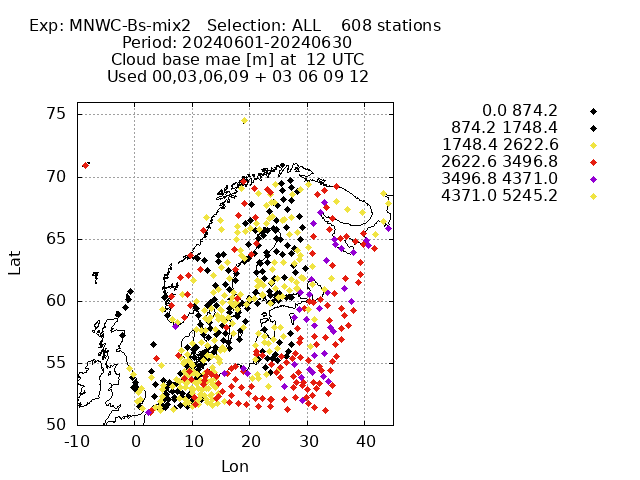 Exp: MNWC-Bs-mix2 Selection: ALL 608 stations
Period: 20240601-20240630
Cloud base mae [m] at 12 UTC
Used 00,03,06,09 + 03 06 09 12
0.0 874.2
874.2 1748.4
1748.4 2622.6
2622.6 3496.8
3496.8 4371.0
4371.0 5245.2
75
70
65
60
55
50
Lat
-10 0 10 20 30 40
Lon